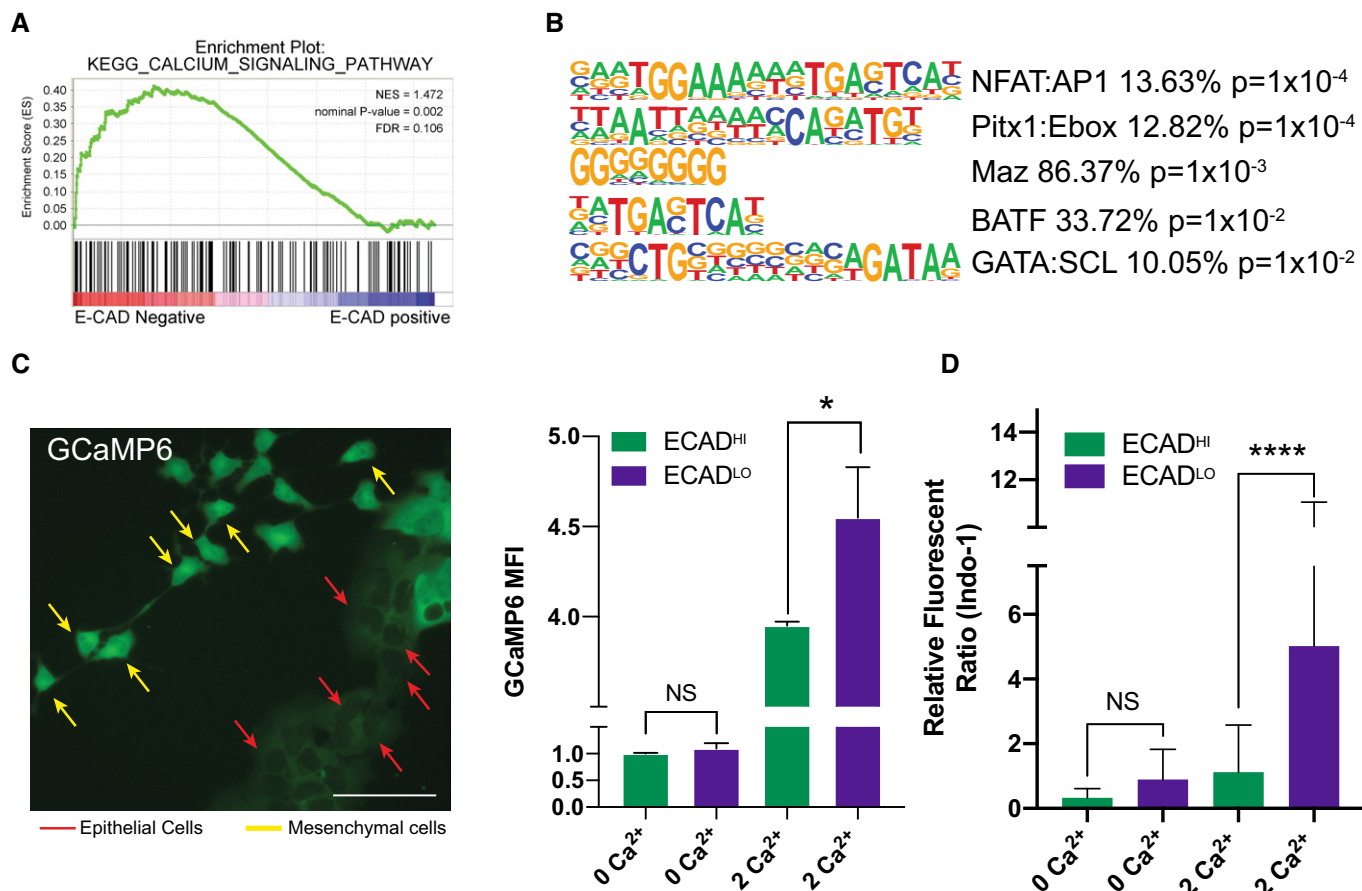 A
Enrichment Plot:
KEGG_CALCIUM_SIGNALING_PATHWAY
NES = 1.472
nominal P-value = 0.002
FDR = 0.106
Enrichment Score (ES)
0.40
0.35
0.30
0.25
0.20
0.15
0.10
0.05
0.00
E-CAD Negative
E-CAD positive
B
NFAT:AP1 13.63% p=1x10⁻⁴
Pitx1:Ebox 12.82% p=1x10⁻⁴
Maz 86.37% p=1x10⁻³
BATF 33.72% p=1x10⁻²
GATA:SCL 10.05% p=1x10⁻²
C
GCaMP6
Epithelial Cells
Mesenchymal cells
GCaMP6 MFI
5.0
4.5
4.0
1.0
0.5
0.0
ECADᴴᴵ
ECADᴸᴼ
NS
*
0 Ca²⁺
0 Ca²⁺
2 Ca²⁺
2 Ca²⁺
D
Relative Fluorescent
Ratio (Indo-1)
14
12
6
4
2
0
ECADᴴᴵ
ECADᴸᴼ
NS
****
0 Ca²⁺
0 Ca²⁺
2 Ca²⁺
2 Ca²⁺